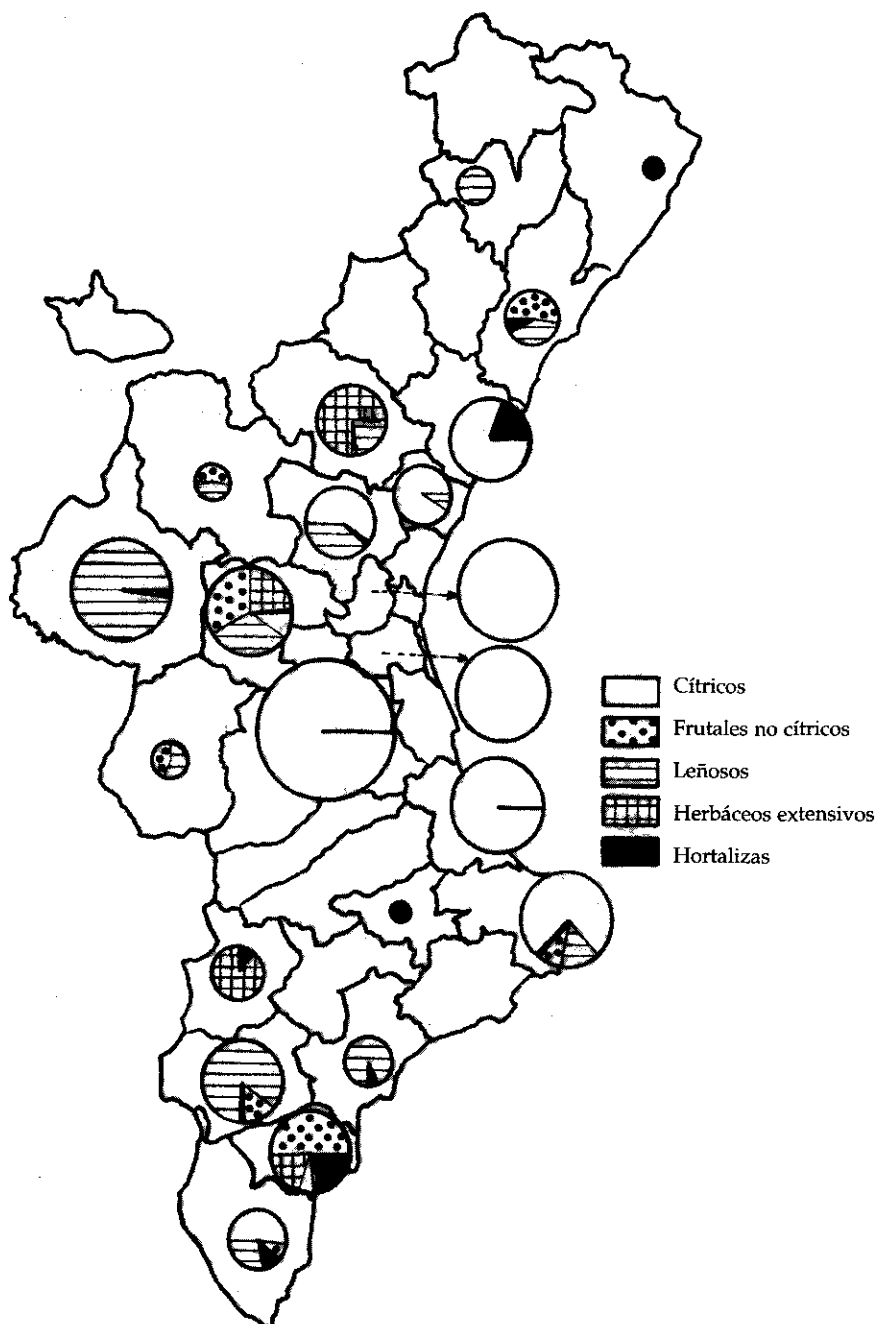 Cítricos
Frutales no cítricos
Leñosos
Herbáceos extensivos
Hortalizas